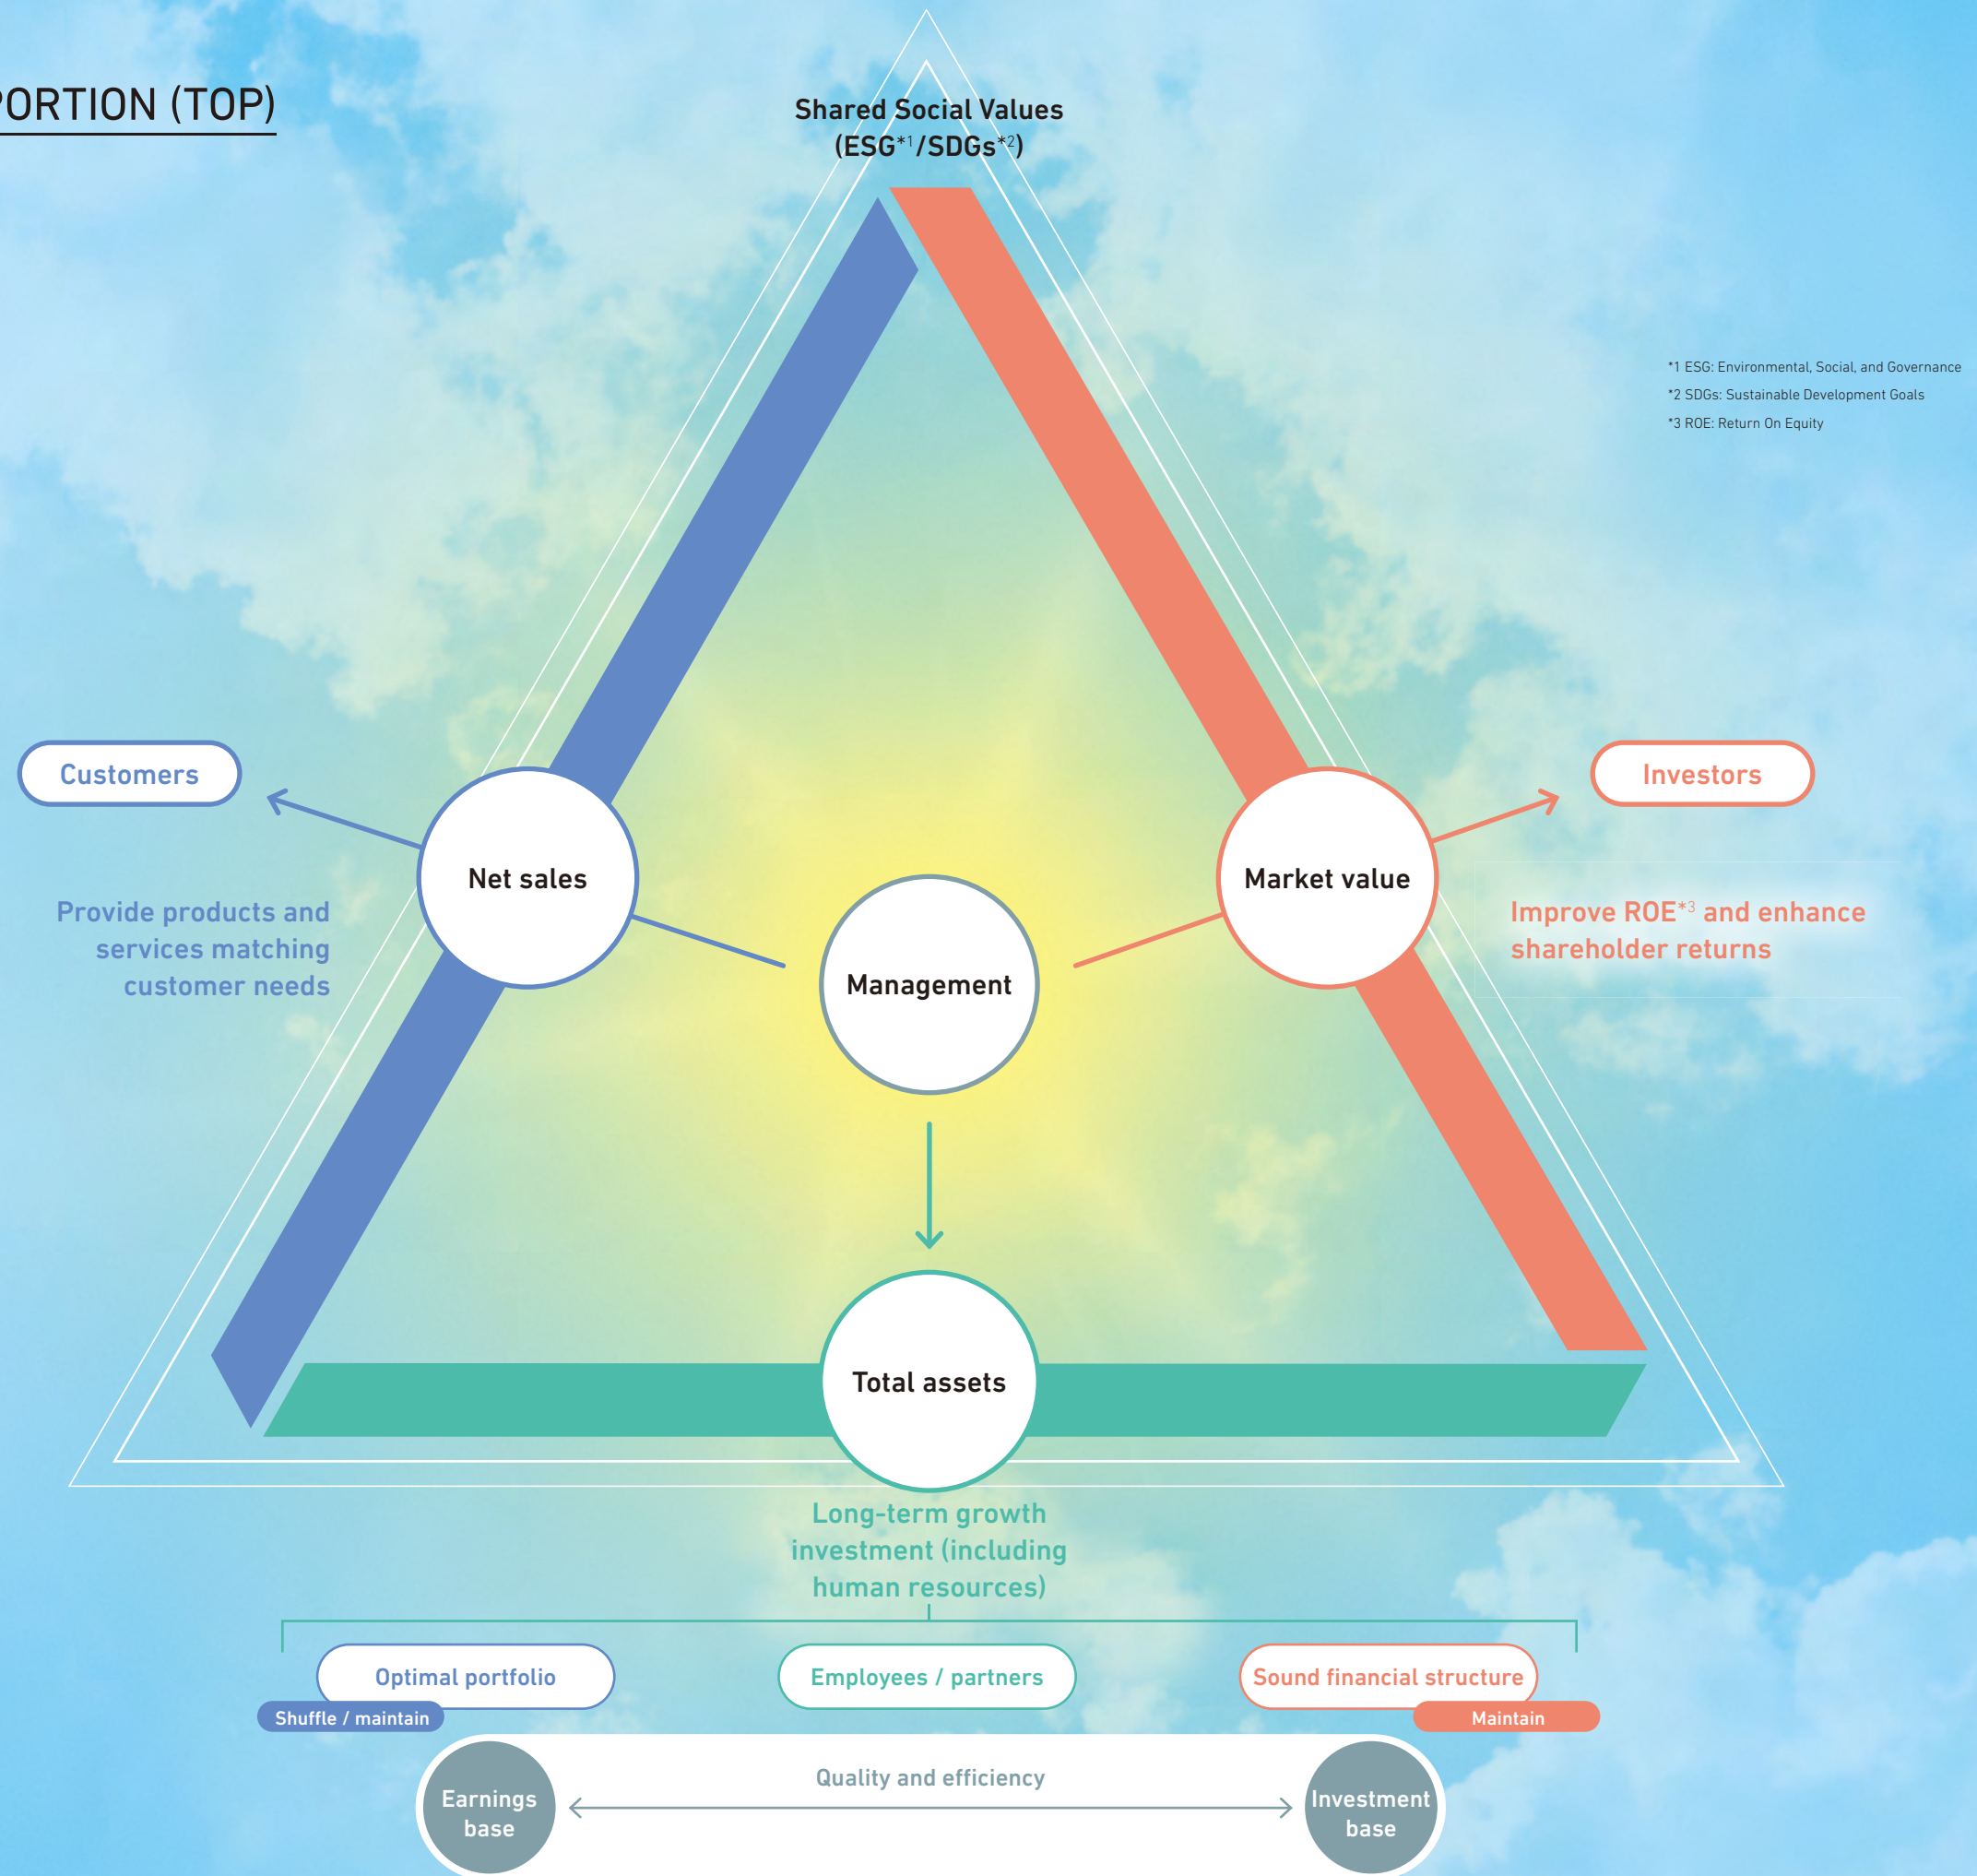 PORTION (TOP)
Shared Social Values
(ESG*1/SDGs*2)
*1 ESG: Environmental, Social, and Governance
*2 SDGs: Sustainable Development Goals
*3 ROE: Return On Equity
Customers
Investors
Net sales
Market value
Provide products and
services matching
customer needs
Improve ROE*3 and enhance
shareholder returns
Management
Total assets
Long-term growth
investment (including
human resources)
Optimal portfolio
Employees / partners
Sound financial structure
Shuffle / maintain
Maintain
Quality and efficiency
Earnings
base
Investment
base